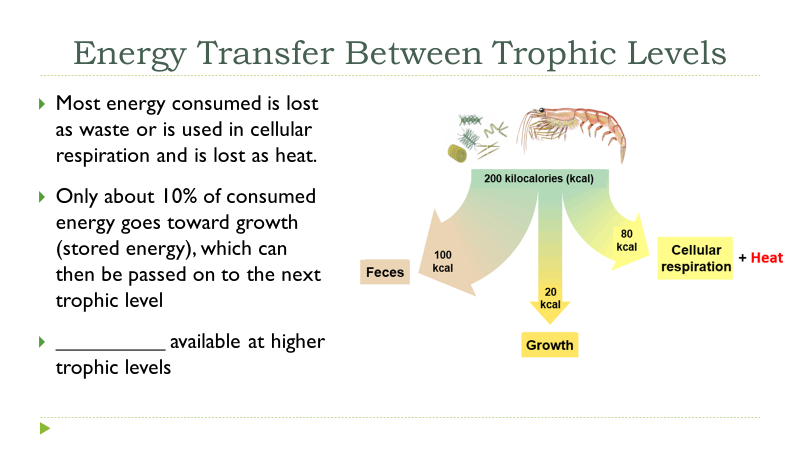 Energy Transfer Between Trophic Levels
Most energy consumed is lost
as waste or is used in cellular
respiration and is lost as heat.
Only about 10% of consumed
energy goes toward growth
(stored energy), which can
then be passed on to the next
trophic level
___________ available at higher
trophic levels
200 kilocalories (kcal)
100
kcal
Feces
20
kcal
Growth
80
kcal
Cellular
respiration
+ Heat